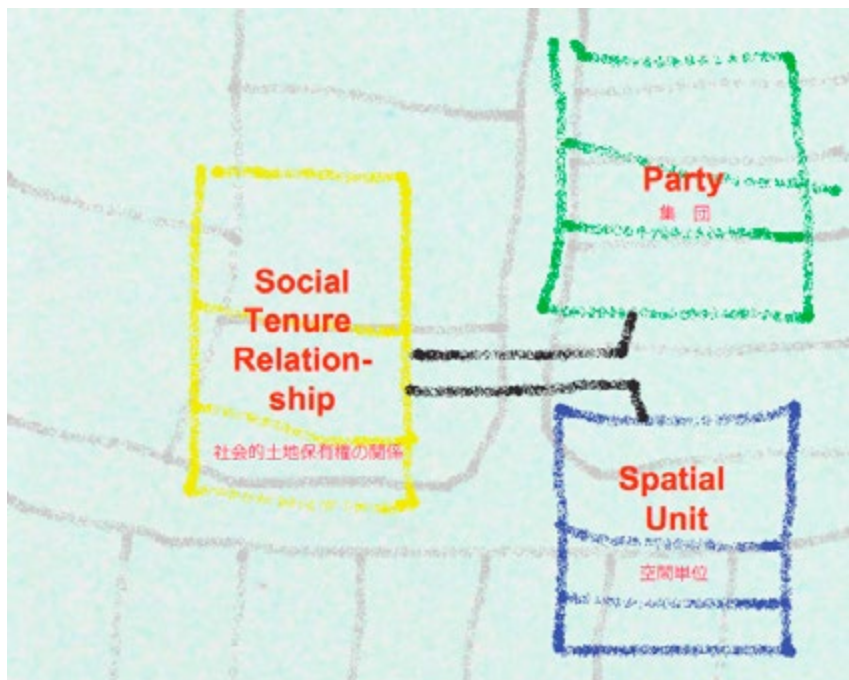 Party
集 団
Social
Tenure
Relation-
ship
社会的土地保有権の関係
Spatial
Unit
空間単位